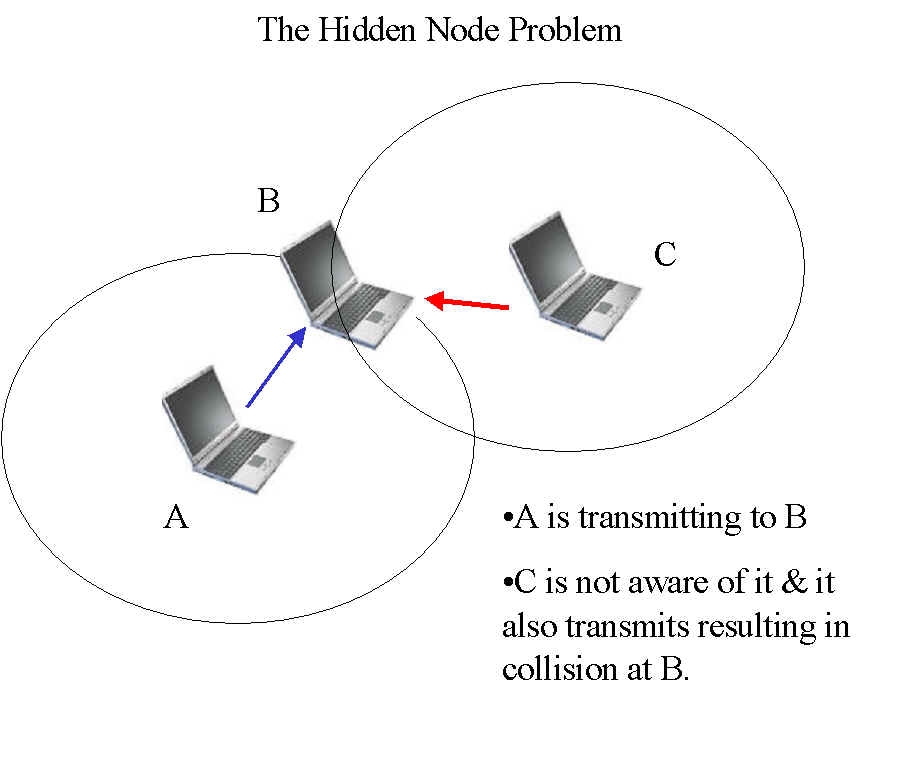 The Hidden Node Problem
B
C
A
•A is transmitting to B
•C is not aware of it & it
also transmits resulting in
collision at B.